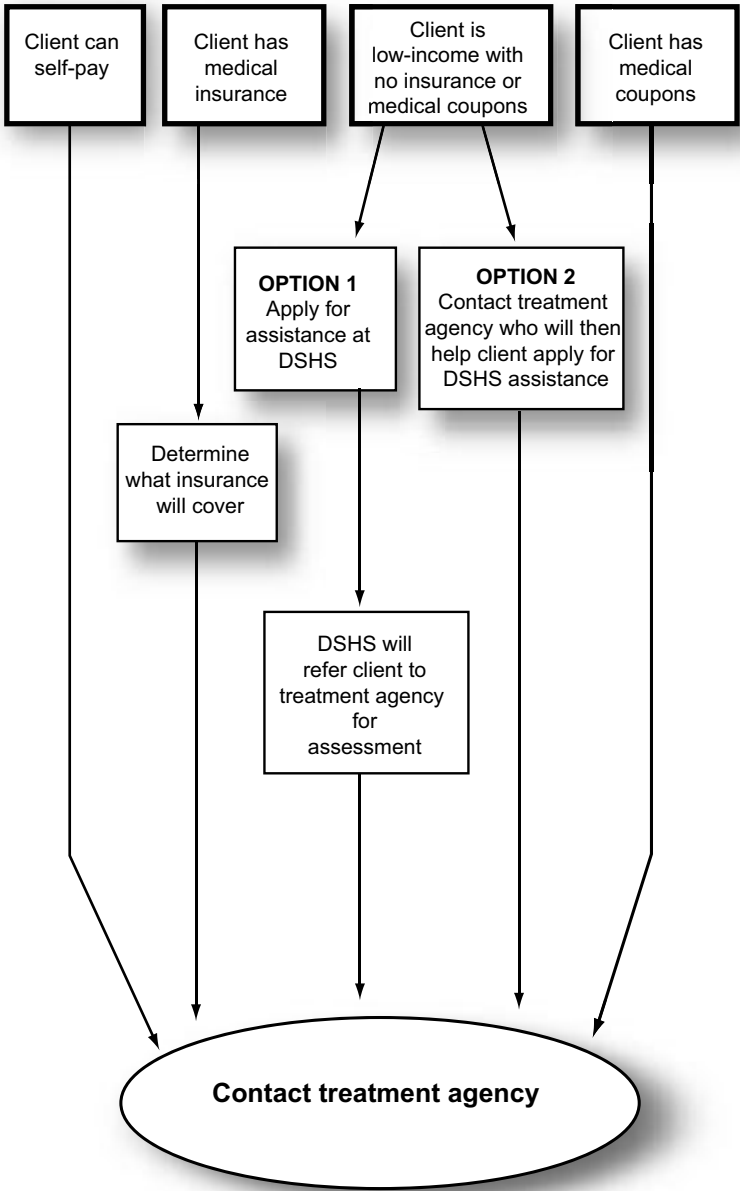 Client can
self-pay
Client has
medical
insurance
Client is
low-income with
no insurance or
medical coupons
Client has
medical
coupons
OPTION 1
Apply for
assistance at
DSHS
OPTION 2
Contact treatment
agency who will then
help client apply for
DSHS assistance
Determine
what insurance
will cover
DSHS will
refer client to
treatment agency
for
assessment
Contact treatment agency